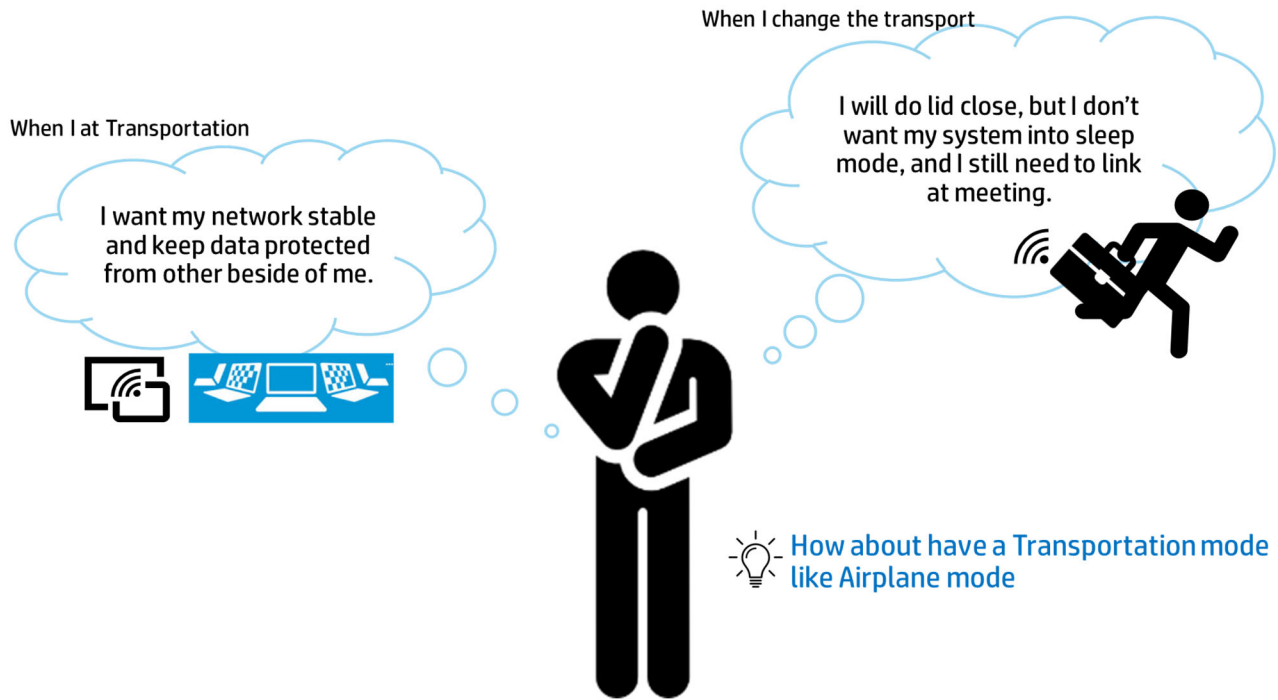 When I change the transport
I will do lid close, but I don't
want my system into sleep
mode, and I still need to link
at meeting.
When I at Transportation
I want my network stable
and keep data protected
from other beside of me.
How about have a Transportation mode
like Airplane mode